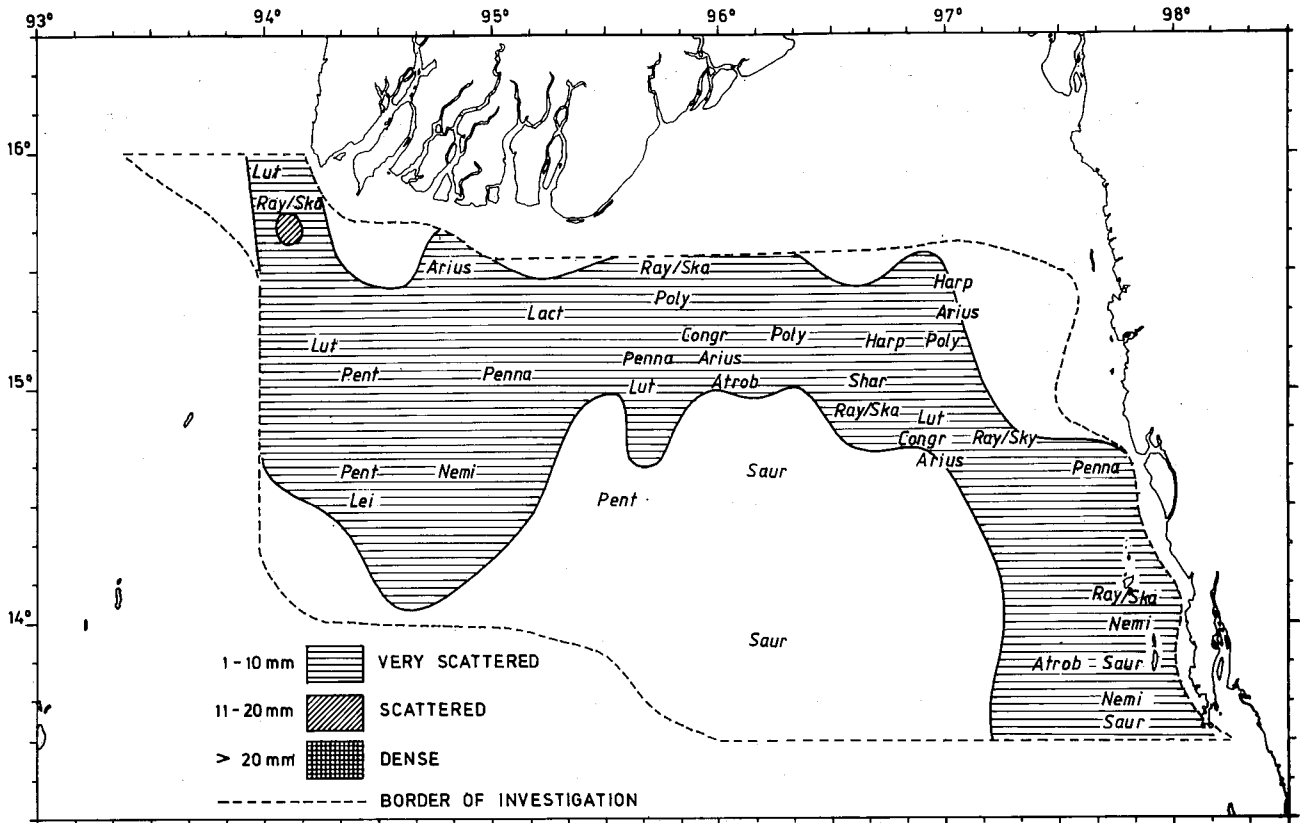 93° 94° 95° 96° 97° 98°
16°
Lut
Ray/Ska
Arius Ray/Ska Harp
Poly
Lact Arius
Congr Poly Harp Poly
Lut
Penna Arius
15°
Pent Penna Lut Atrob Shar
Ray/Ska Lut
Congr Ray/Sky
Arius Penna
Pent Nemi Saur
Lei Pent
Ray/Ska
14°
Nemi
Saur
1-10 mm VERY SCATTERED
Atrob - Saur
Nemi
11-20 mm SCATTERED
Saur
> 20 mm DENSE
BORDER OF INVESTIGATION